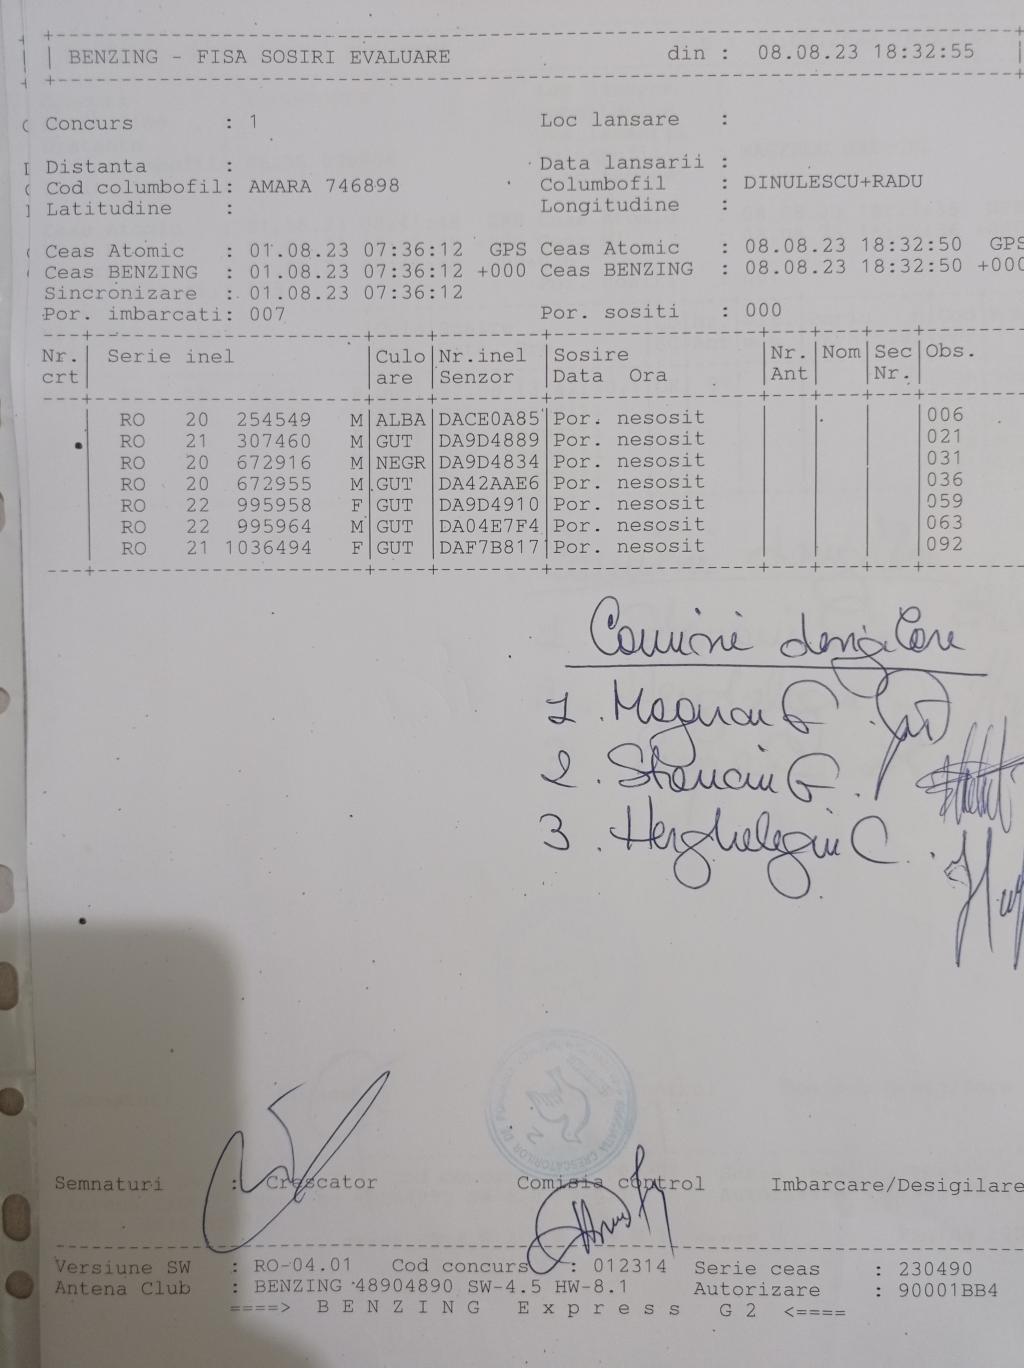 BENZING - FISA SOSIRI EVALUARE din : 08.08.23 18:32:55
Concurs : 1 Loc lansare :
Distanta : Data lansarii :
Cod columbofil: AMARA 746898 Columbofil : DINULESCU+RADU
Latitudine : Longitudine :
Ceas Atomic : 01.08.23 07:36:12 GPS Ceas Atomic : 08.08.23 18:32:50 GPS
Ceas BENZING : 01.08.23 07:36:12 +000 Ceas BENZING : 08.08.23 18:32:50 +000
Sincronizare : 01.08.23 07:36:12
Por. imbarcati: 007 Por. sositi : 000
Nr. Serie inel Culo Nr.inel Sosire Nr. Nom Sec Obs.
crt are Senzor Data Ora Ant Nr.
RO 20 254549 M ALBA DACE0A85 Por. nesosit 006
RO 21 307460 M GUT DA9D4889 Por. nesosit 021
RO 20 672916 M NEGR DA9D4834 Por. nesosit 031
RO 20 672955 M GUT DA42AAE6 Por. nesosit 036
RO 22 995958 F GUT DA9D4910 Por. nesosit 059
RO 22 995964 M GUT DA04E7F4 Por. nesosit 063
RO 21 1036494 F GUT DAF7B817 Por. nesosit 092
1. G
2. Stanciu G.
3. Herghelegiu C.
Semnaturi : Crescator Comisia control Imbarcare/Desigilare
Versiune SW : RO-04.01 Cod concurs : 012314 Serie ceas : 230490
Antena Club : BENZING 48904890 SW-4.5 HW-8.1 Autorizare : 90001BB4
====> BENZING Express G2 <====